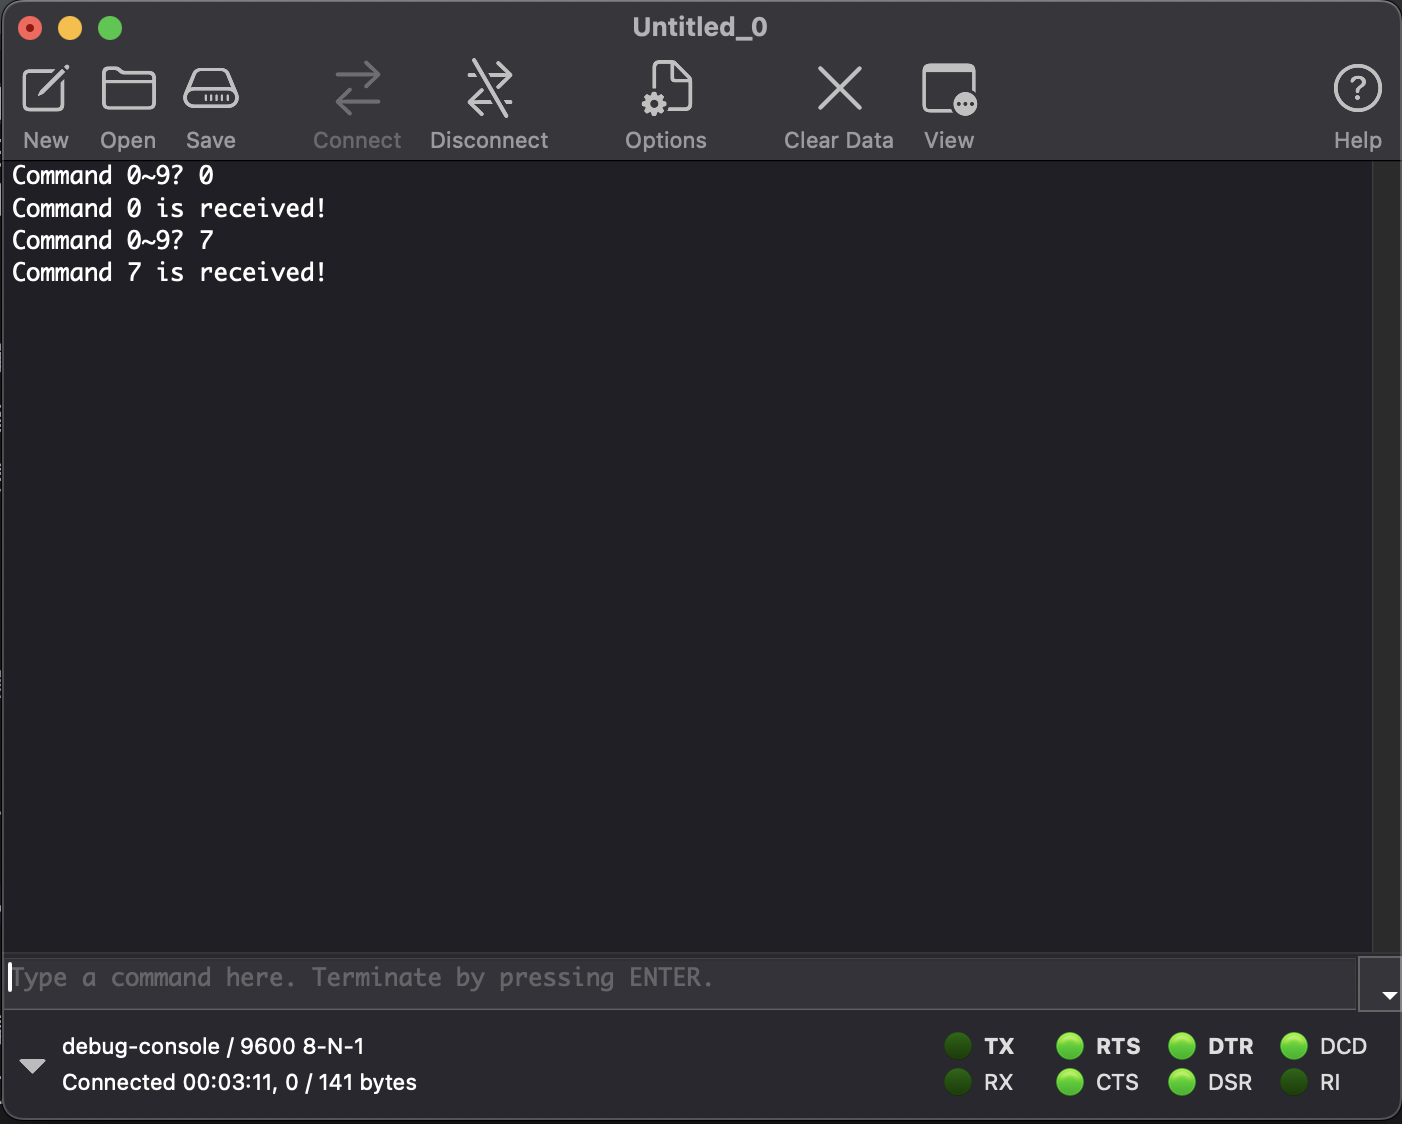 Untitled_0
New Open Save Connect Disconnect Options Clear Data View Help
Command 0~9? 0
Command 0 is received!
Command 0~9? 7
Command 7 is received!
Type a command here. Terminate by pressing ENTER.
debug-console / 9600 8-N-1
Connected 00:03:11, 0 / 141 bytes
TX RTS DTR DCD
RX CTS DSR RI